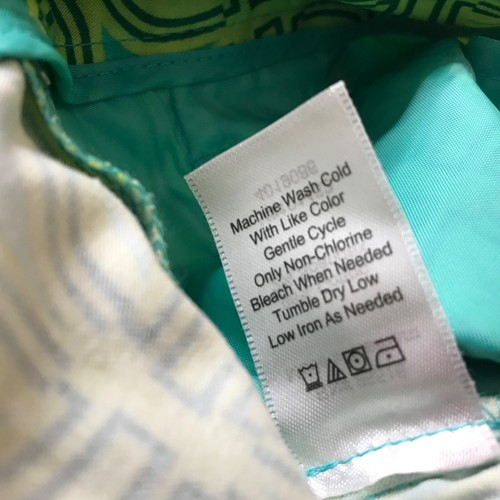 Machine Wash Cold
With Like Color
Gentle Cycle
Only Non-Chlorine
Bleach When Needed
Tumble Dry Low
Low Iron As Needed